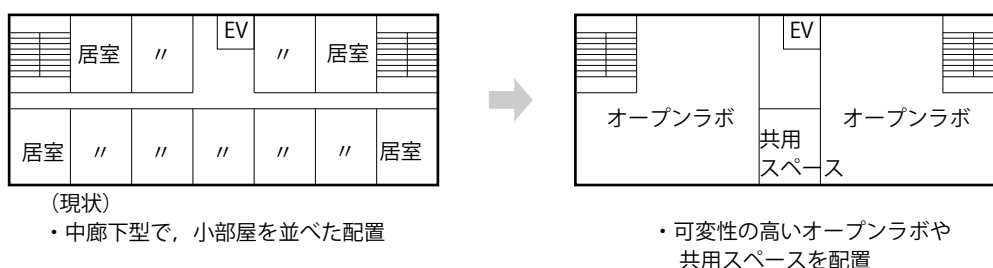 EV
居室 〃 〃 居室
居室 〃 〃 〃 〃 〃 居室
(現状)
・中廊下型で，小部屋を並べた配置
EV
オープンラボ
オープンラボ
共用
スペース
・可変性の高いオープンラボや
共用スペースを配置